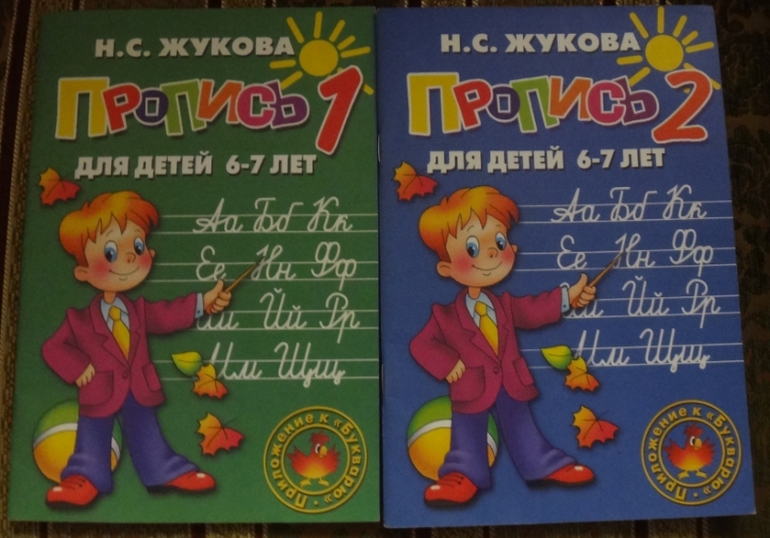 Н.С. ЖУКОВА
ПРОПИСЬ 1
ДЛЯ ДЕТЕЙ 6-7 ЛЕТ
Аа Бб Кк
Ее Нн Фф
Йй Рр
Мм Щщ
Приложение к «Букварю»
Н.С. ЖУКОВА
ПРОПИСЬ 2
ДЛЯ ДЕТЕЙ 6-7 ЛЕТ
Аа Бб Кк
Ее Нн Фф
Йй Рр
Мм Щщ
Приложение к «Букварю»